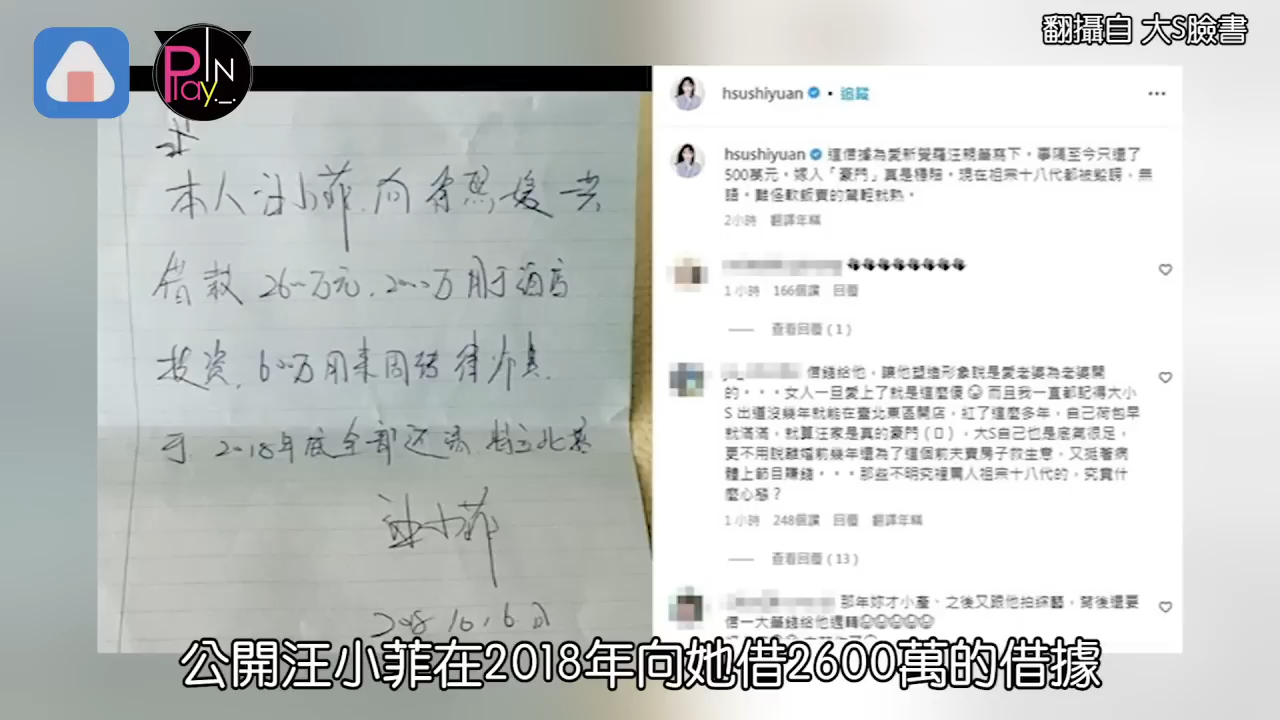 翻攝自 大S臉書
PlayIN
本人汪小菲.向徐熙媛女
借款2600万元,2000万用于酒店
投资,600万用来周转
于2018年底全部还清
汪小菲
2018.10.6日
hsushiyuan • 追蹤
hsushiyuan 這借據為愛新覺羅汪親筆寫下。事隔至今只還了
500萬元。嫁入「豪門」真是穩賠。現在祖宗十八代都被毀謗，無
語。難怪軟飯賣的駕輕就熟。
2小時 翻譯年糕
1小時 166個讚 回覆
查看回覆（1）
借錢給他，讓他塑造形象說是愛老婆為老婆開
的・・・女人一旦愛上了就是這麼傻 而且我一直都記得大小
S 出道沒幾年就能在臺北東區開店，紅了這麼多年，自己荷包早
就滿滿，就算汪家是真的豪門（口），大S自己也是底氣很足，
更不用說離婚前幾年還為了這個前夫賣房子救生意，又挺著病
體上節目賺錢・・・那些不明究裡罵人祖宗十八代的，究竟什
麼心態？
1小時 248個讚 回覆 翻譯年糕
查看回覆（13）
那年妳才小產、之後又跟他拍綜藝，背後還要
借一大筆錢給他週轉
公開汪小菲在2018年向她借2600萬的借據